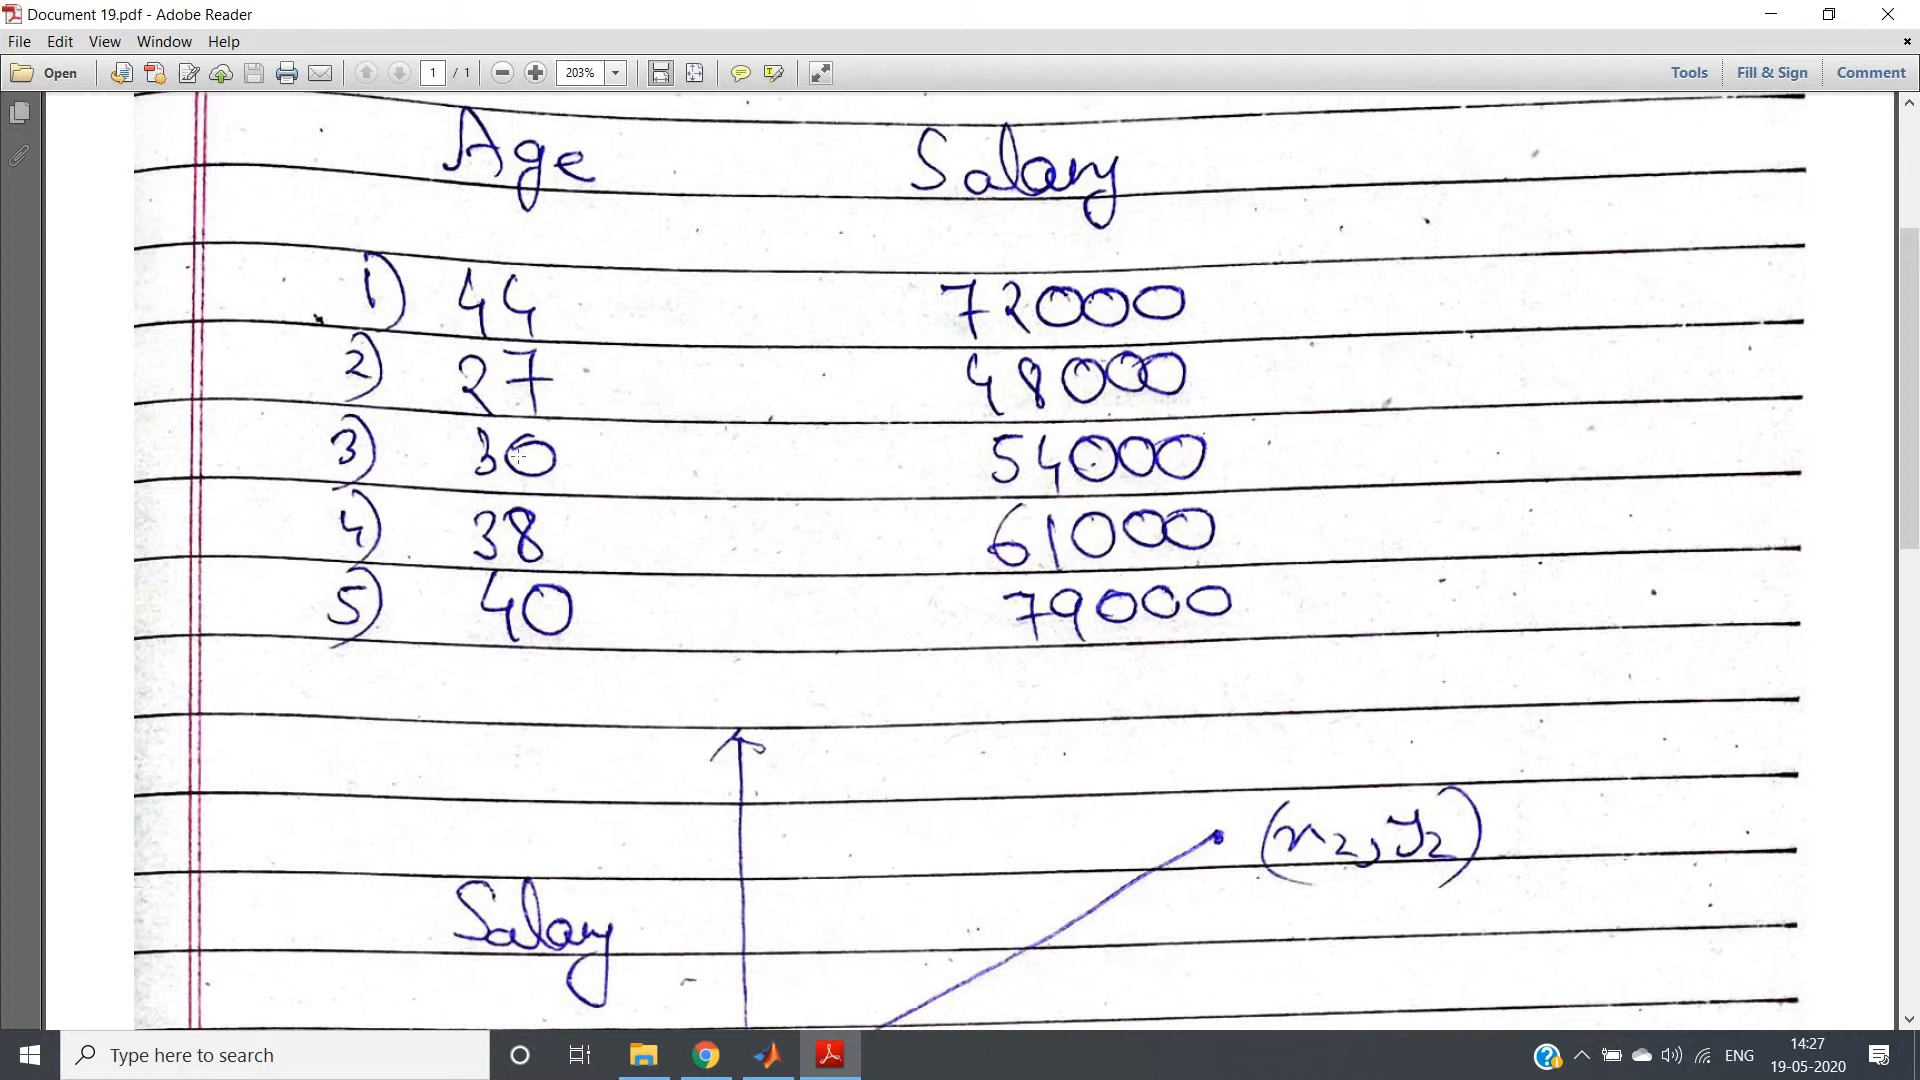 Document 19.pdf - Adobe Reader
File Edit View Window Help
Open 1 / 1 203% Tools Fill & Sign Comment
Age Salary
1) 44 72000
2) 27 48000
3) 30 54000
4) 38 61000
5) 40 79000
(x2, y2)
Salary
Type here to search
ENG
14:27
19-05-2020